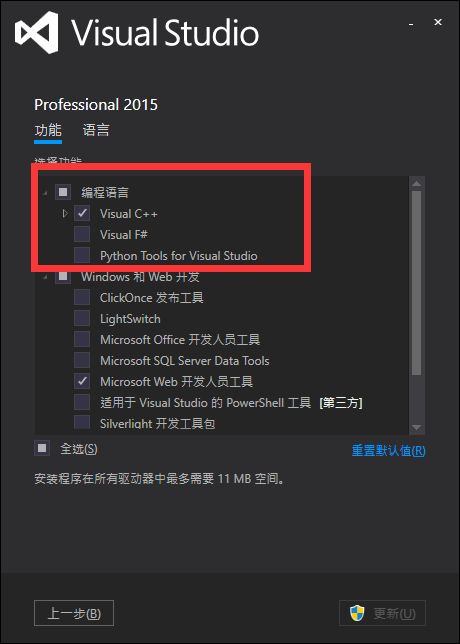 Visual Studio
Professional 2015
功能 语言
选择功能
编程语言
Visual C++
Visual F#
Python Tools for Visual Studio
Windows 和 Web 开发
ClickOnce 发布工具
LightSwitch
Microsoft Office 开发人员工具
Microsoft SQL Server Data Tools
Microsoft Web 开发人员工具
适用于 Visual Studio 的 PowerShell 工具 [第三方]
Silverlight 开发工具包
全选(S) 重置默认值(R)
安装程序在所有驱动器中最多需要 11 MB 空间。
上一步(B) 更新(U)